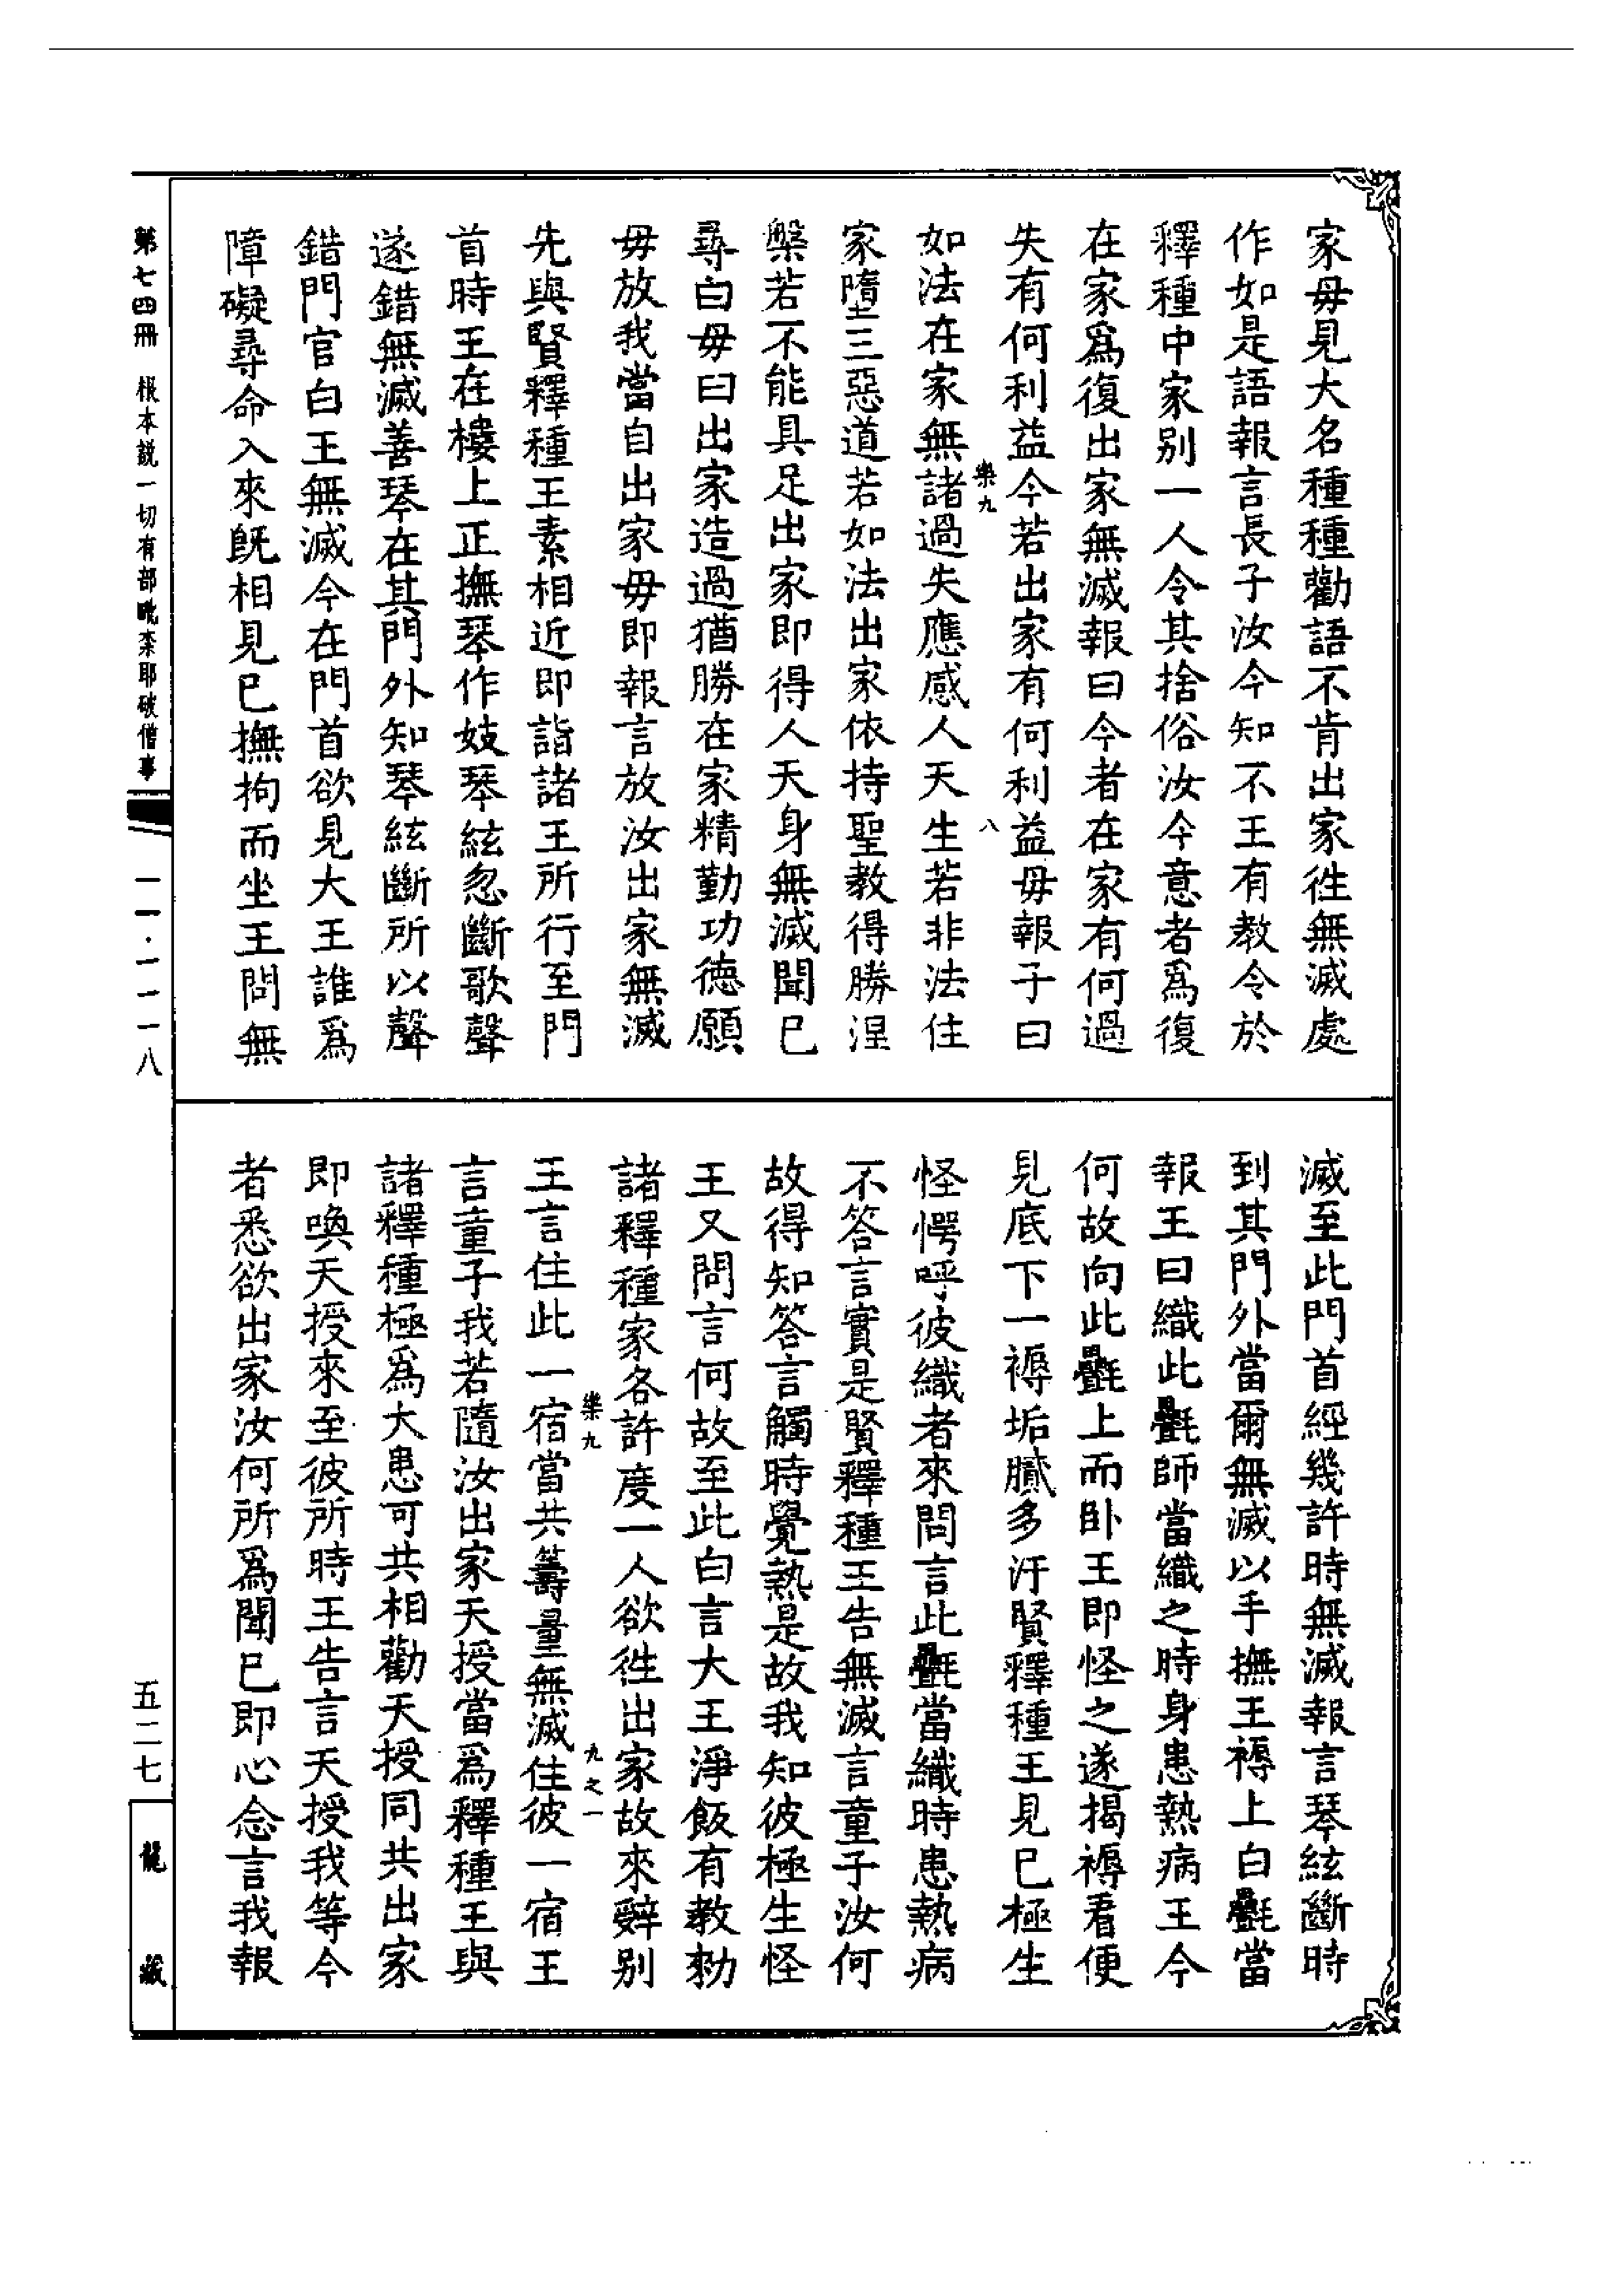 家毋見大名種種勸語不肯出家徃無滅處
作如是語報言長子汝今知不王有教令於
釋種中家别一人令其捨俗汝今意者爲復
在家爲復出家無滅報曰今者在家有何過
失有何利益今若出家有何利益毋報子曰
樂九
八
如法在家無諸過失應感人天生若非法住
家墮三惡道若如法出家依持聖教得勝涅
槃若不能具足出家即得人天身無滅聞已
尋白毋曰出家造過猶勝在家精勤功德願
毋放我當自出家毋即報言放汝出家無滅
先與賢釋種王素相近即詣諸王所行至門
首時王在樓上正撫琴作妓琴絃忽斷歌聲
遂錯無滅善琴在其門外知琴絃斷所以聲
錯門官白王無滅今在門首欲見大王誰爲
障礙尋命入來旣相見已撫拘而坐王問無
滅至此門首經幾許時無滅報言琴絃斷時
到其門外當爾無滅以手撫王褥上白㲲當
報王曰織此㲲師當織之時身患熱病王今
何故向此㲲上而卧王即怪之遂揭褥看便
見底下一褥垢膩多汗賢釋種王見已極生
怪愕呼彼織者來問言此㲲當織時患熱病
不答言實是賢釋種王告無滅言童子汝何
故得知答言觸時覺熱是故我知彼極生怪
王又問言何故至此白言大王淨飯有教勑
諸釋種家各許度一人欲徃出家故來辭别
樂九
九之一
王言住此一宿當共籌量無滅住彼一宿王
言童子我若隨汝出家天授當爲釋種王與
諸釋種極爲大患可共相勸天授同共出家
即喚天授來至彼所時王告言天授我等今
者悉欲出家汝何所爲聞已即心念言我報
第七四冊 根本説一切有部毗柰耶破僧事
一一·一一一八
五二七
龍藏